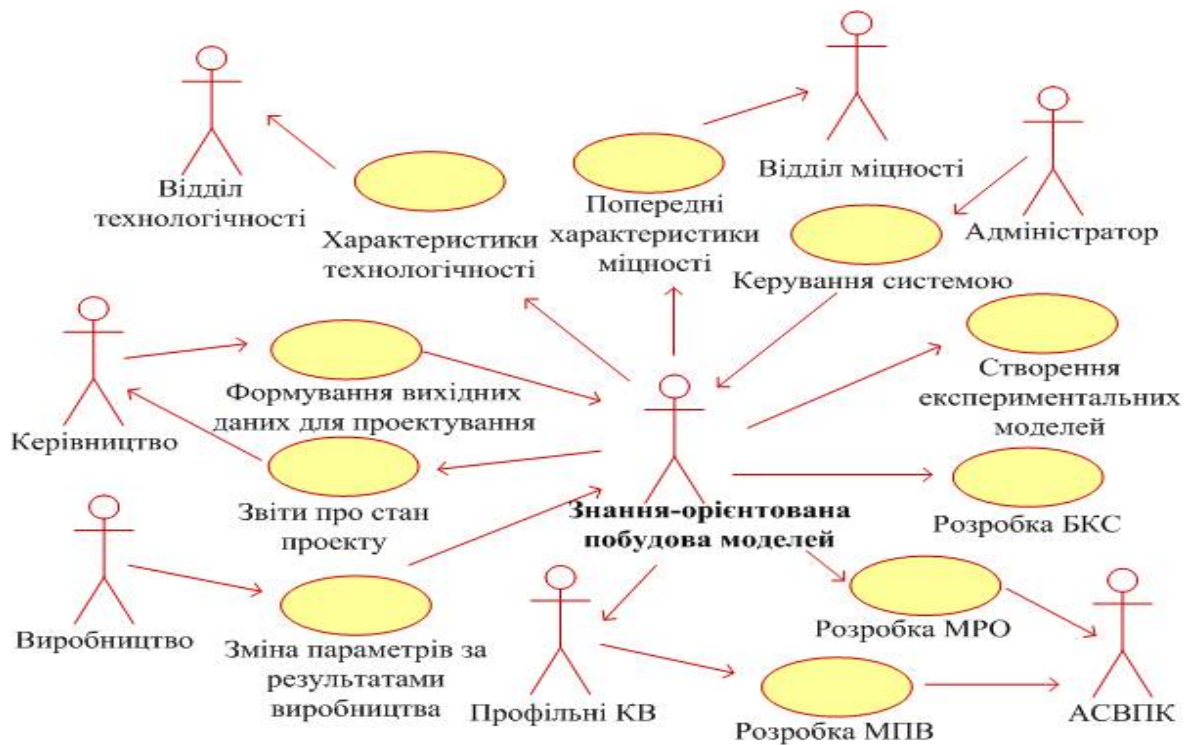 Відділ
технологічності
Характеристики
технологічності
Попередні
характеристики
міцності
Відділ міцності
Адміністратор
Керування системою
Керівництво
Формування вихідних
даних для проектування
Звіти про стан
проекту
Створення
експериментальних
моделей
Знання-орієнтована
побудова моделей
Розробка БКС
Виробництво
Зміна параметрів за
результатами
виробництва
Профільні КВ
Розробка МРО
Розробка МПВ
АСВПК